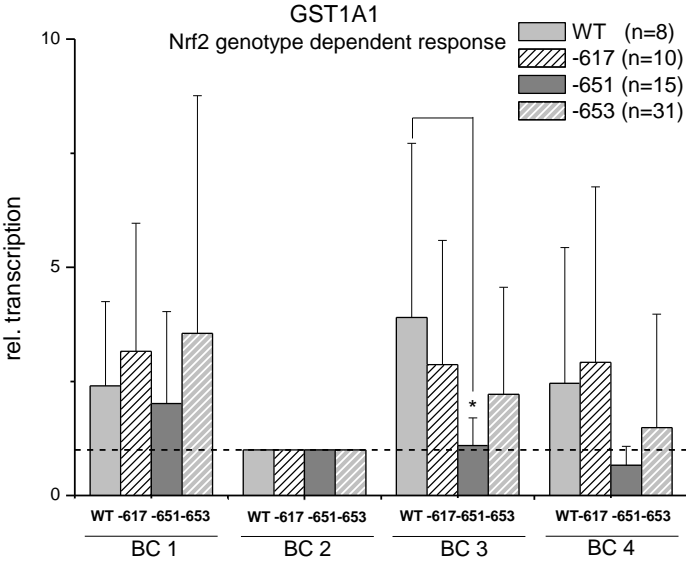 GST1A1
Nrf2 genotype dependent response
WT (n=8)
-617 (n=10)
-651 (n=15)
-653 (n=31)
rel. transcription
10
5
0
*
WT -617 -651-653
WT -617 -651-653
WT -617 -651-653
WT-617 -651-653
BC 1
BC 2
BC 3
BC 4